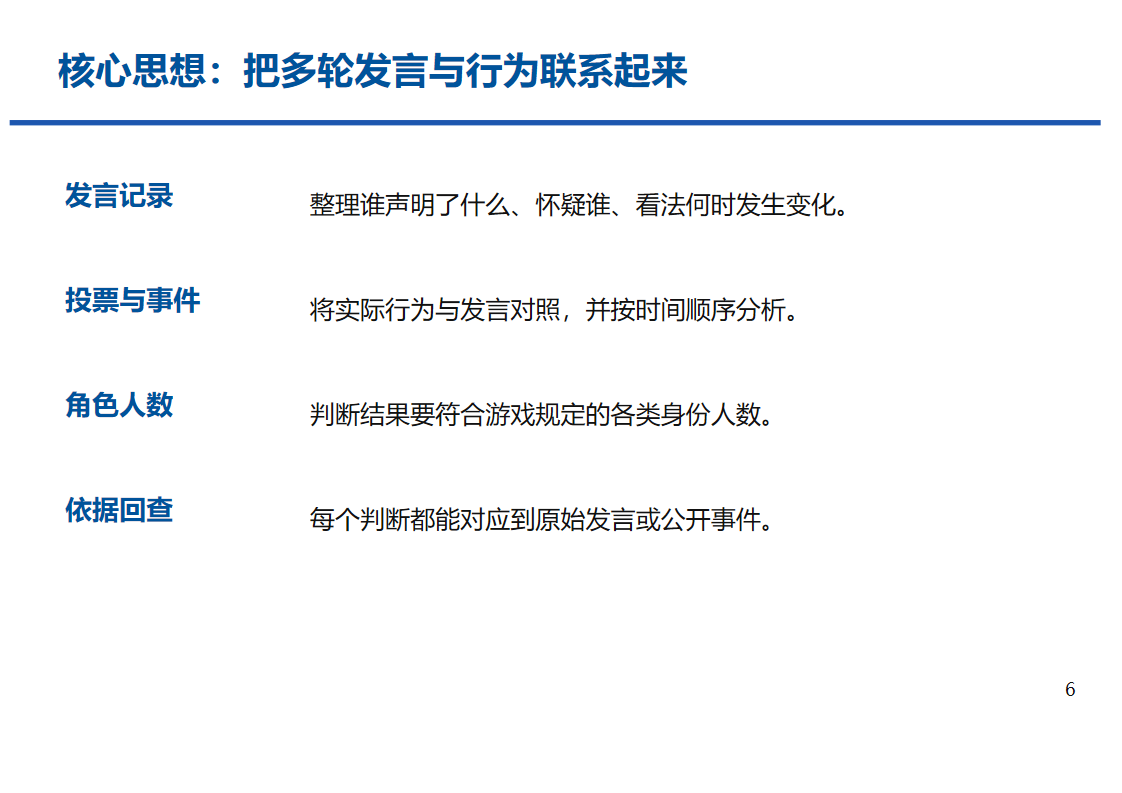 核心思想：把多轮发言与行为联系起来
发言记录
整理谁声明了什么、怀疑谁、看法何时发生变化。
投票与事件
将实际行为与发言对照，并按时间顺序分析。
角色人数
判断结果要符合游戏规定的各类身份人数。
依据回查
每个判断都能对应到原始发言或公开事件。
6